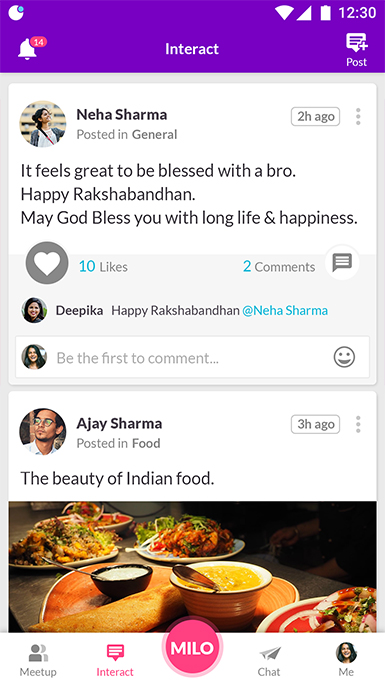 12:30
14
Interact
Post
Neha Sharma
2h ago
Posted in General
It feels great to be blessed with a bro.
Happy Rakshabandhan.
May God Bless you with long life & happiness.
10 Likes
2 Comments
Deepika Happy Rakshabandhan @Neha Sharma
Be the first to comment...
Ajay Sharma
3h ago
Posted in Food
The beauty of Indian food.
Meetup
Interact
MILO
Chat
Me